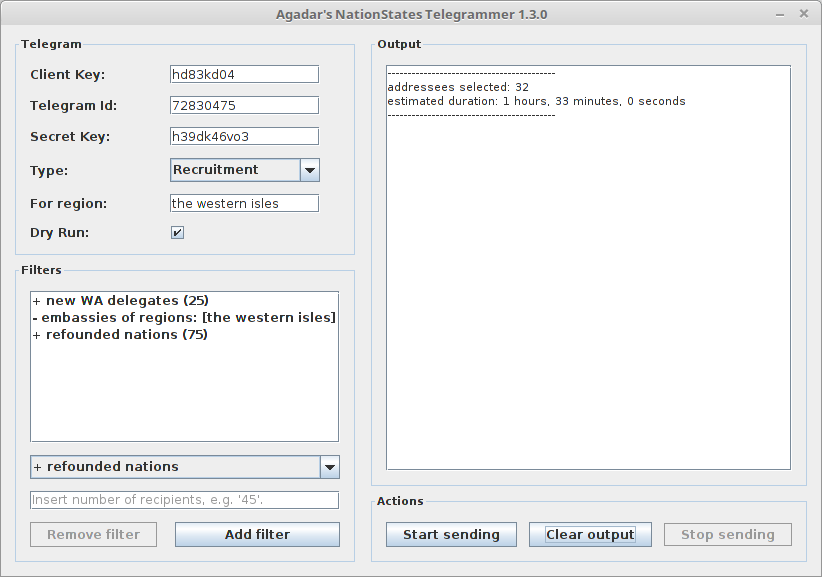 Agadar's NationStates Telegrammer 1.3.0
Telegram
Client Key: hd83kd04
Telegram Id: 72830475
Secret Key: h39dk46vo3
Type: Recruitment
For region: the western isles
Dry Run:
Filters
+ new WA delegates (25)
- embassies of regions: [the western isles]
+ refounded nations (75)
+ refounded nations
Insert number of recipients, e.g. '45'.
Remove filter Add filter
Output
------------------------------------------
addressees selected: 32
estimated duration: 1 hours, 33 minutes, 0 seconds
------------------------------------------
Actions
Start sending Clear output Stop sending